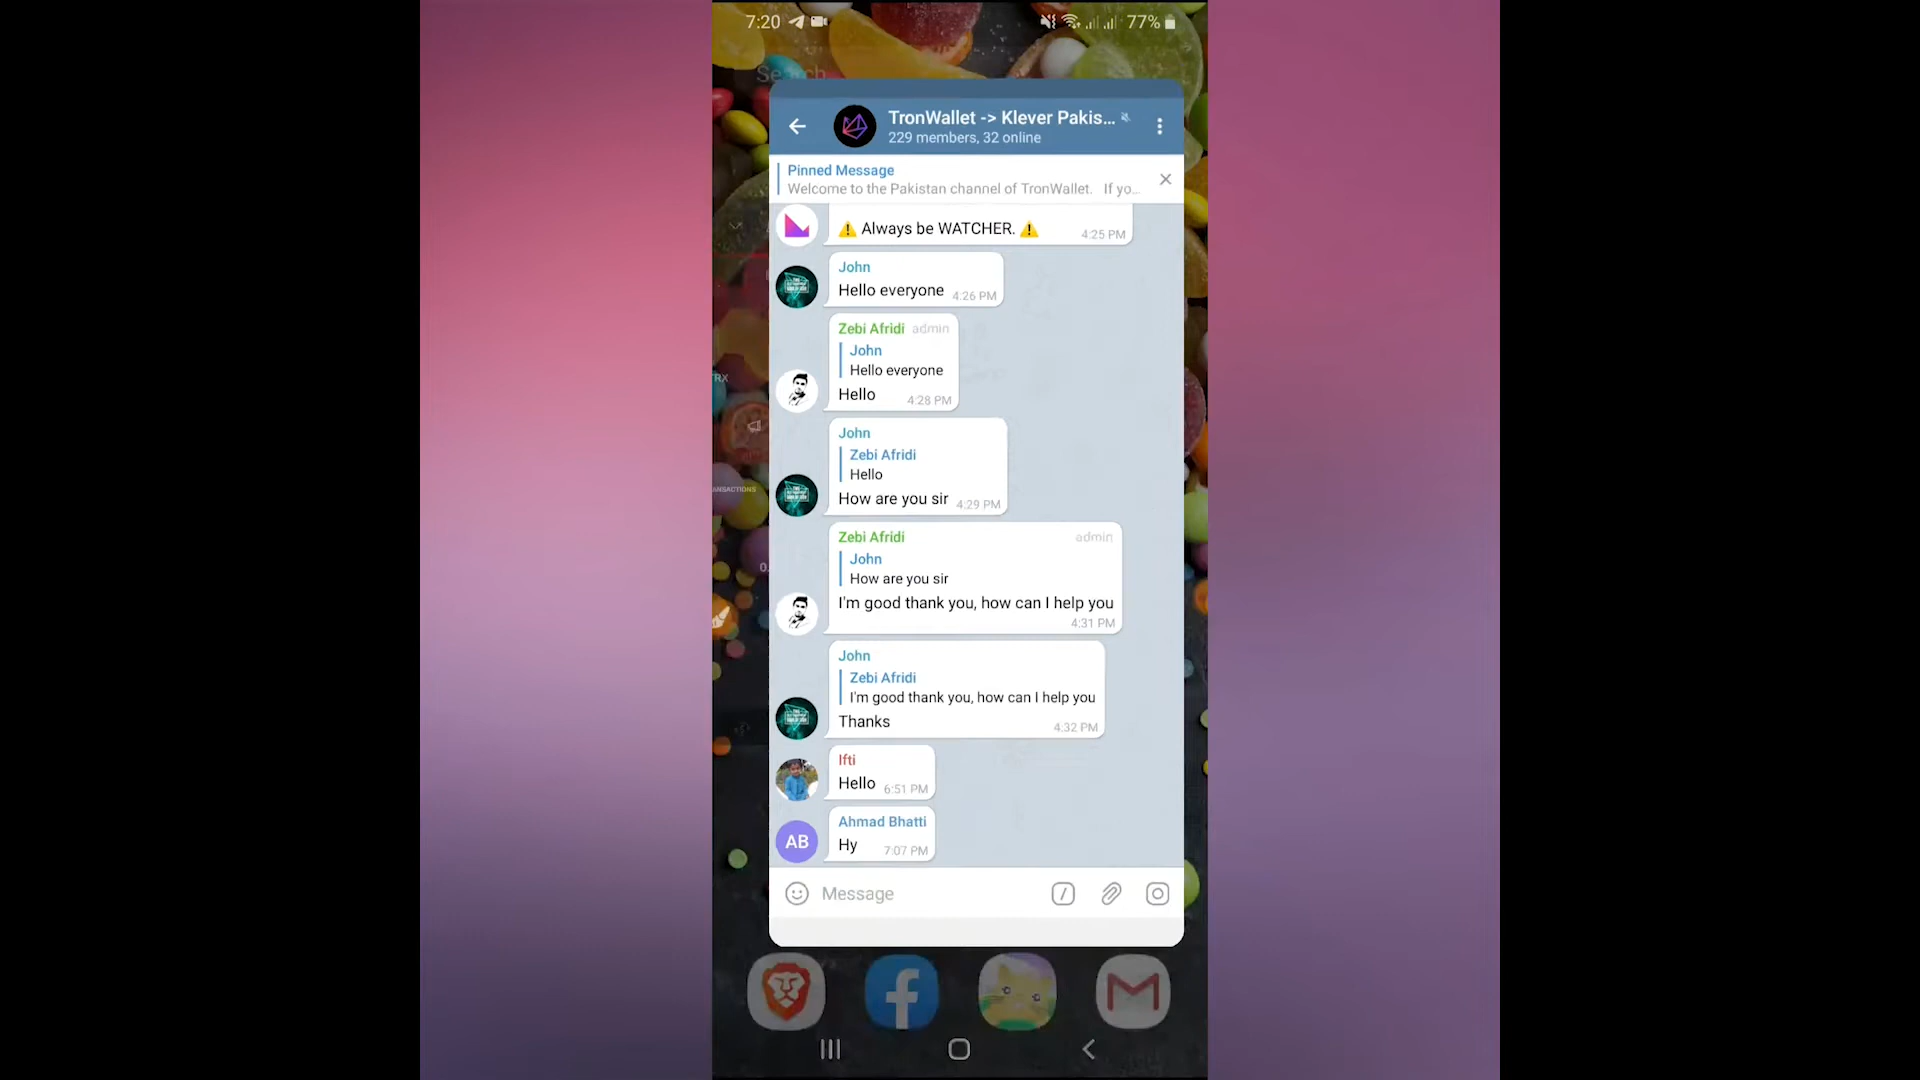 7:20
77%
Search
TronWallet -> Klever Pakis...
229 members, 32 online
Pinned Message
Welcome to the Pakistan channel of TronWallet. If yo...
⚠️ Always be WATCHER. ⚠️
4:25 PM
John
Hello everyone 4:26 PM
Zebi Afridi admin
John
Hello everyone
Hello 4:28 PM
John
Zebi Afridi
Hello
How are you sir 4:29 PM
Zebi Afridi admin
John
How are you sir
I'm good thank you, how can I help you
4:31 PM
John
Zebi Afridi
I'm good thank you, how can I help you
Thanks 4:32 PM
Ifti
Hello 6:51 PM
AB
Ahmad Bhatti
Hy 7:07 PM
Message